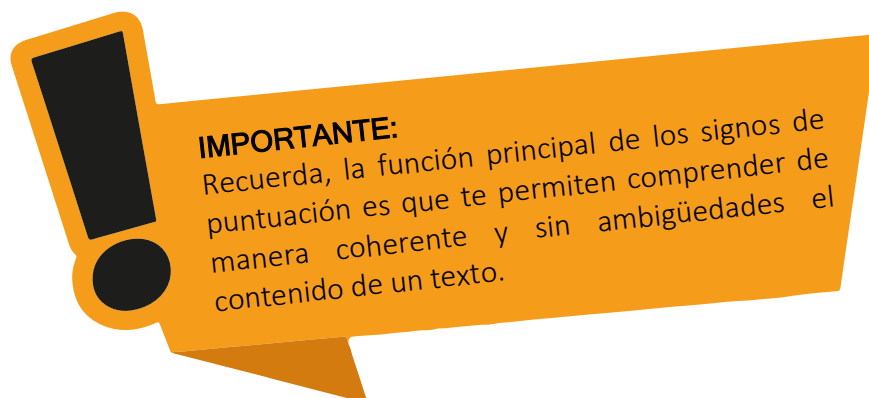 IMPORTANTE:
Recuerda, la función principal de los signos de
puntuación es que te permiten comprender de
manera coherente y sin ambigüedades el
contenido de un texto.